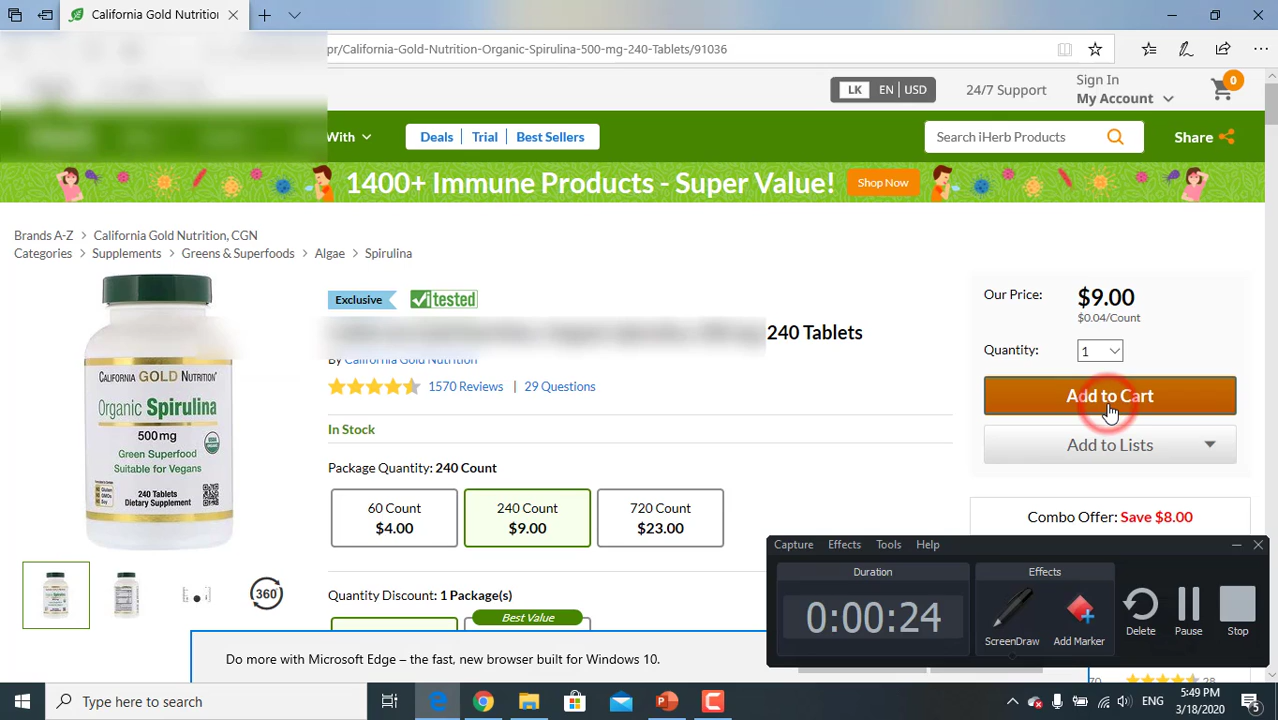 California Gold Nutrition
pr/California-Gold-Nutrition-Organic-Spirulina-500-mg-240-Tablets/91036
LK EN | USD
24/7 Support
Sign In
My Account
0
With
Deals | Trial | Best Sellers
Search iHerb Products
Share
1400+ Immune Products - Super Value!
Shop Now
Brands A-Z > California Gold Nutrition, CGN
Categories > Supplements > Greens & Superfoods > Algae > Spirulina
Exclusive
tested
240 Tablets
By California Gold Nutrition
1570 Reviews | 29 Questions
In Stock
Package Quantity: 240 Count
60 Count
$4.00
240 Count
$9.00
720 Count
$23.00
Quantity Discount: 1 Package(s)
Best Value
CALIFORNIA GOLD NUTRITION
Organic Spirulina
500 mg
Green Superfood
Suitable for Vegans
240 Tablets
Dietary Supplement
360
Our Price: $9.00
$0.04/Count
Quantity: 1
Add to Cart
Add to Lists
Combo Offer: Save $8.00
Capture Effects Tools Help
Duration
0:00:24
Effects
ScreenDraw
Add Marker
Delete
Pause
Stop
28
Do more with Microsoft Edge – the fast, new browser built for Windows 10.
Type here to search
ENG
5:49 PM
3/18/2020
5